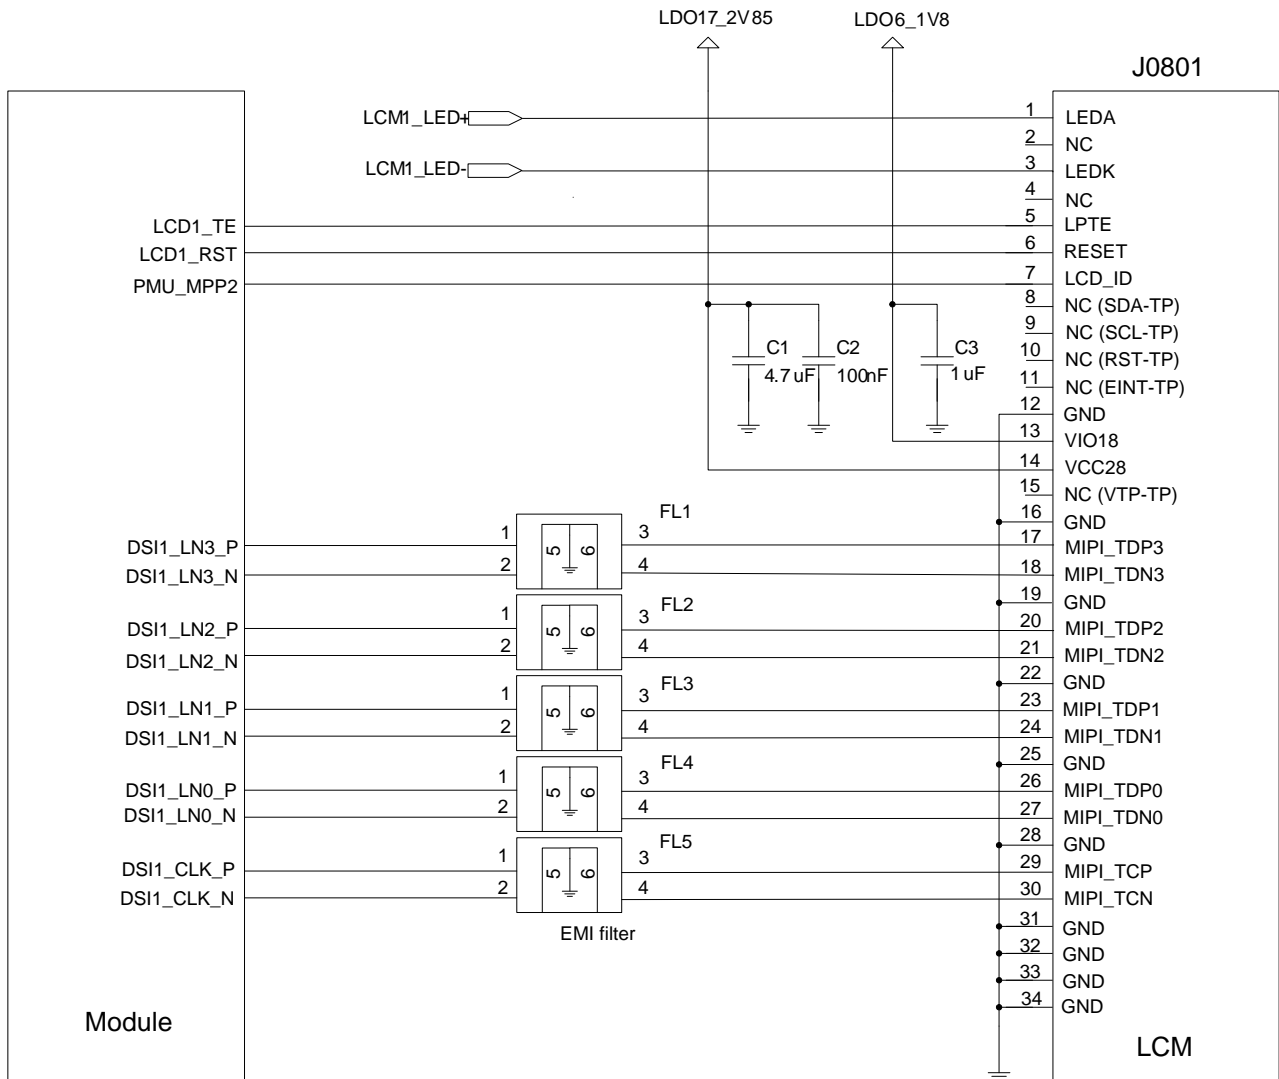 LDO17_2V85 LDO6_1V8
J0801
LCM1_LED+ 1 LEDA
2 NC
LCM1_LED- 3 LEDK
4 NC
LCD1_TE 5 LPTE
LCD1_RST 6 RESET
PMU_MPP2 7 LCD_ID
8 NC (SDA-TP)
9 NC (SCL-TP)
10 NC (RST-TP)
11 NC (EINT-TP)
C1 4.7uF
C2 100nF
C3 1uF
12 GND
13 VIO18
14 VCC28
15 NC (VTP-TP)
16 GND
FL1
DSI1_LN3_P 1 3 17 MIPI_TDP3
5 6
DSI1_LN3_N 2 4 18 MIPI_TDN3
19 GND
FL2
DSI1_LN2_P 1 3 20 MIPI_TDP2
5 6
DSI1_LN2_N 2 4 21 MIPI_TDN2
22 GND
FL3
DSI1_LN1_P 1 3 23 MIPI_TDP1
5 6
DSI1_LN1_N 2 4 24 MIPI_TDN1
25 GND
FL4
DSI1_LN0_P 1 3 26 MIPI_TDP0
5 6
DSI1_LN0_N 2 4 27 MIPI_TDN0
28 GND
FL5
DSI1_CLK_P 1 3 29 MIPI_TCP
5 6
DSI1_CLK_N 2 4 30 MIPI_TCN
EMI filter
31 GND
32 GND
33 GND
34 GND
Module
LCM